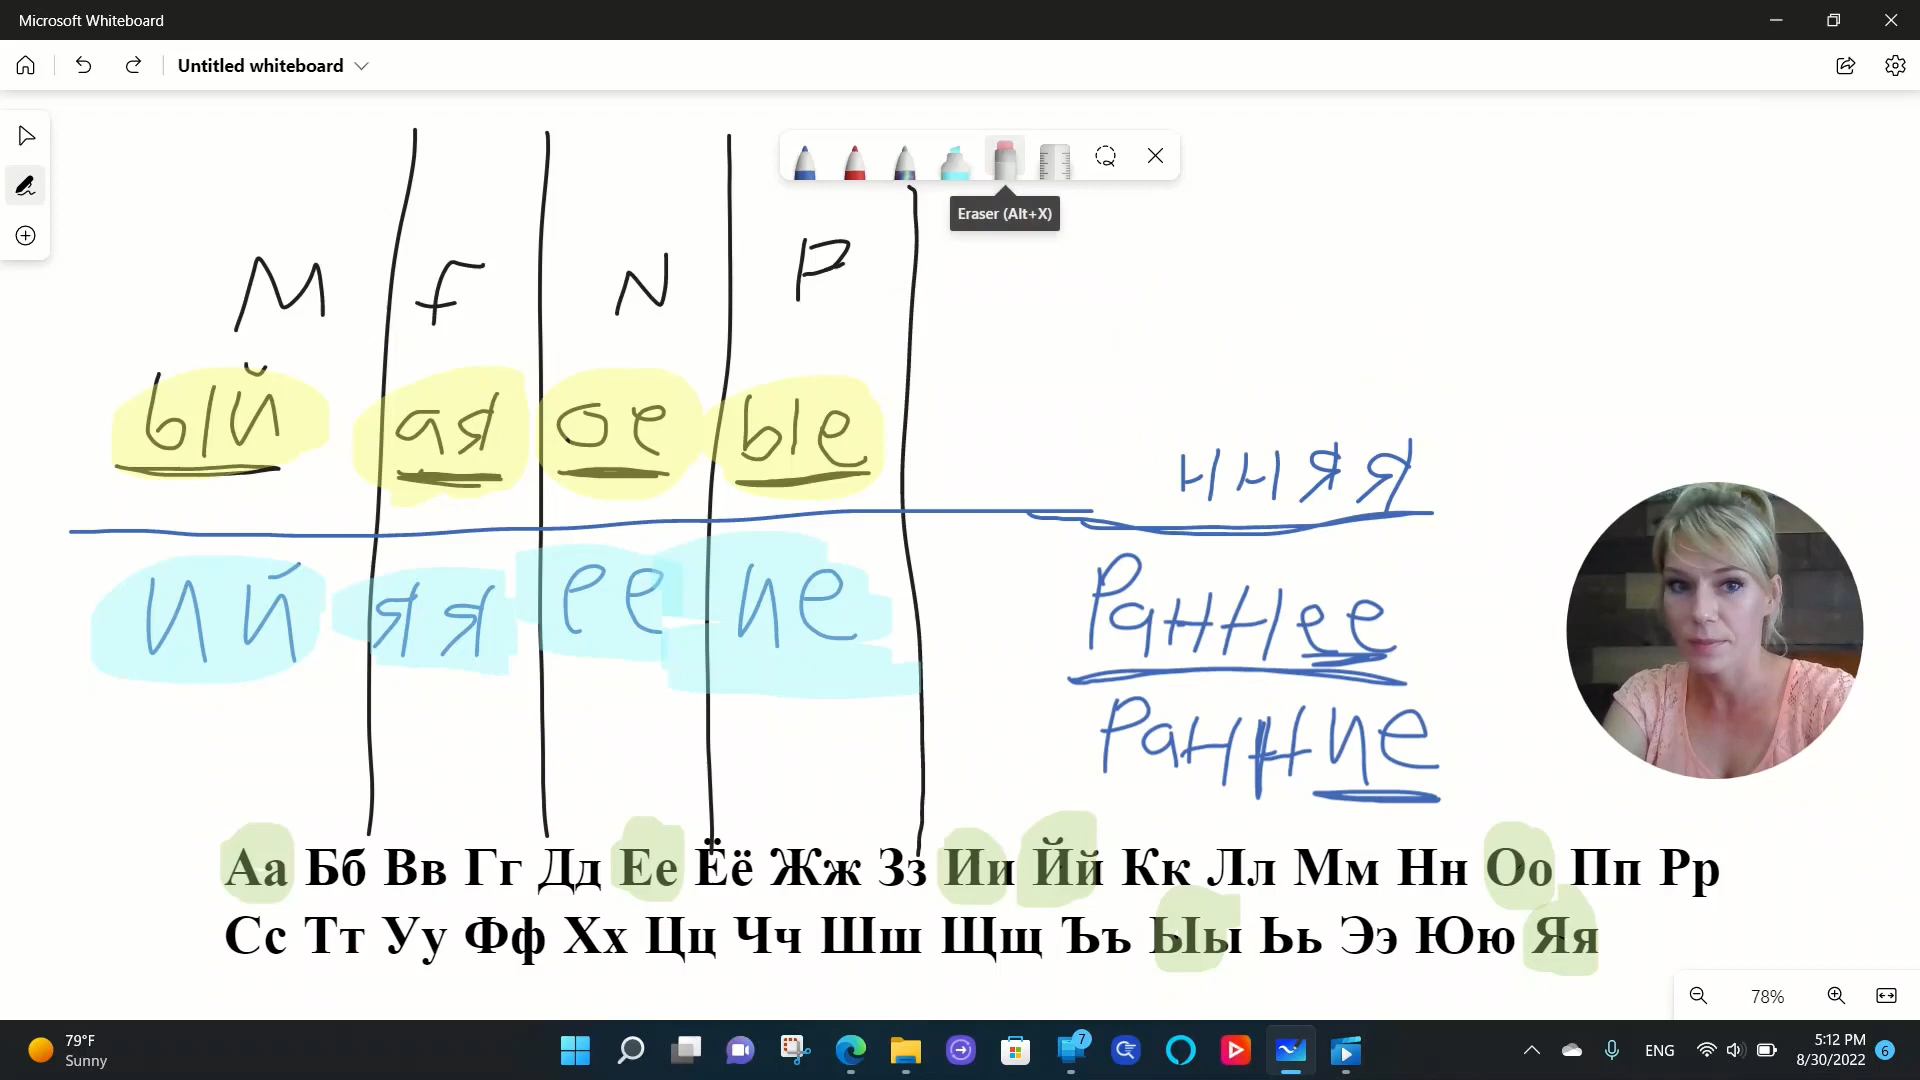 Microsoft Whiteboard
Untitled whiteboard
Eraser (Alt+X)
M f N P
ый ая ое ые
нняя
ий яя ее ие
Раннее
Ранние
Аа Бб Вв Гг Дд Ее Ёё Жж Зз Ии Йй Кк Лл Мм Нн Оо Пп Рр
Сс Тт Уу Фф Хх Цц Чч Шш Щщ Ъъ Ыы Ьь Ээ Юю Яя
78%
79°F
Sunny
7
ENG
5:12 PM
8/30/2022
6